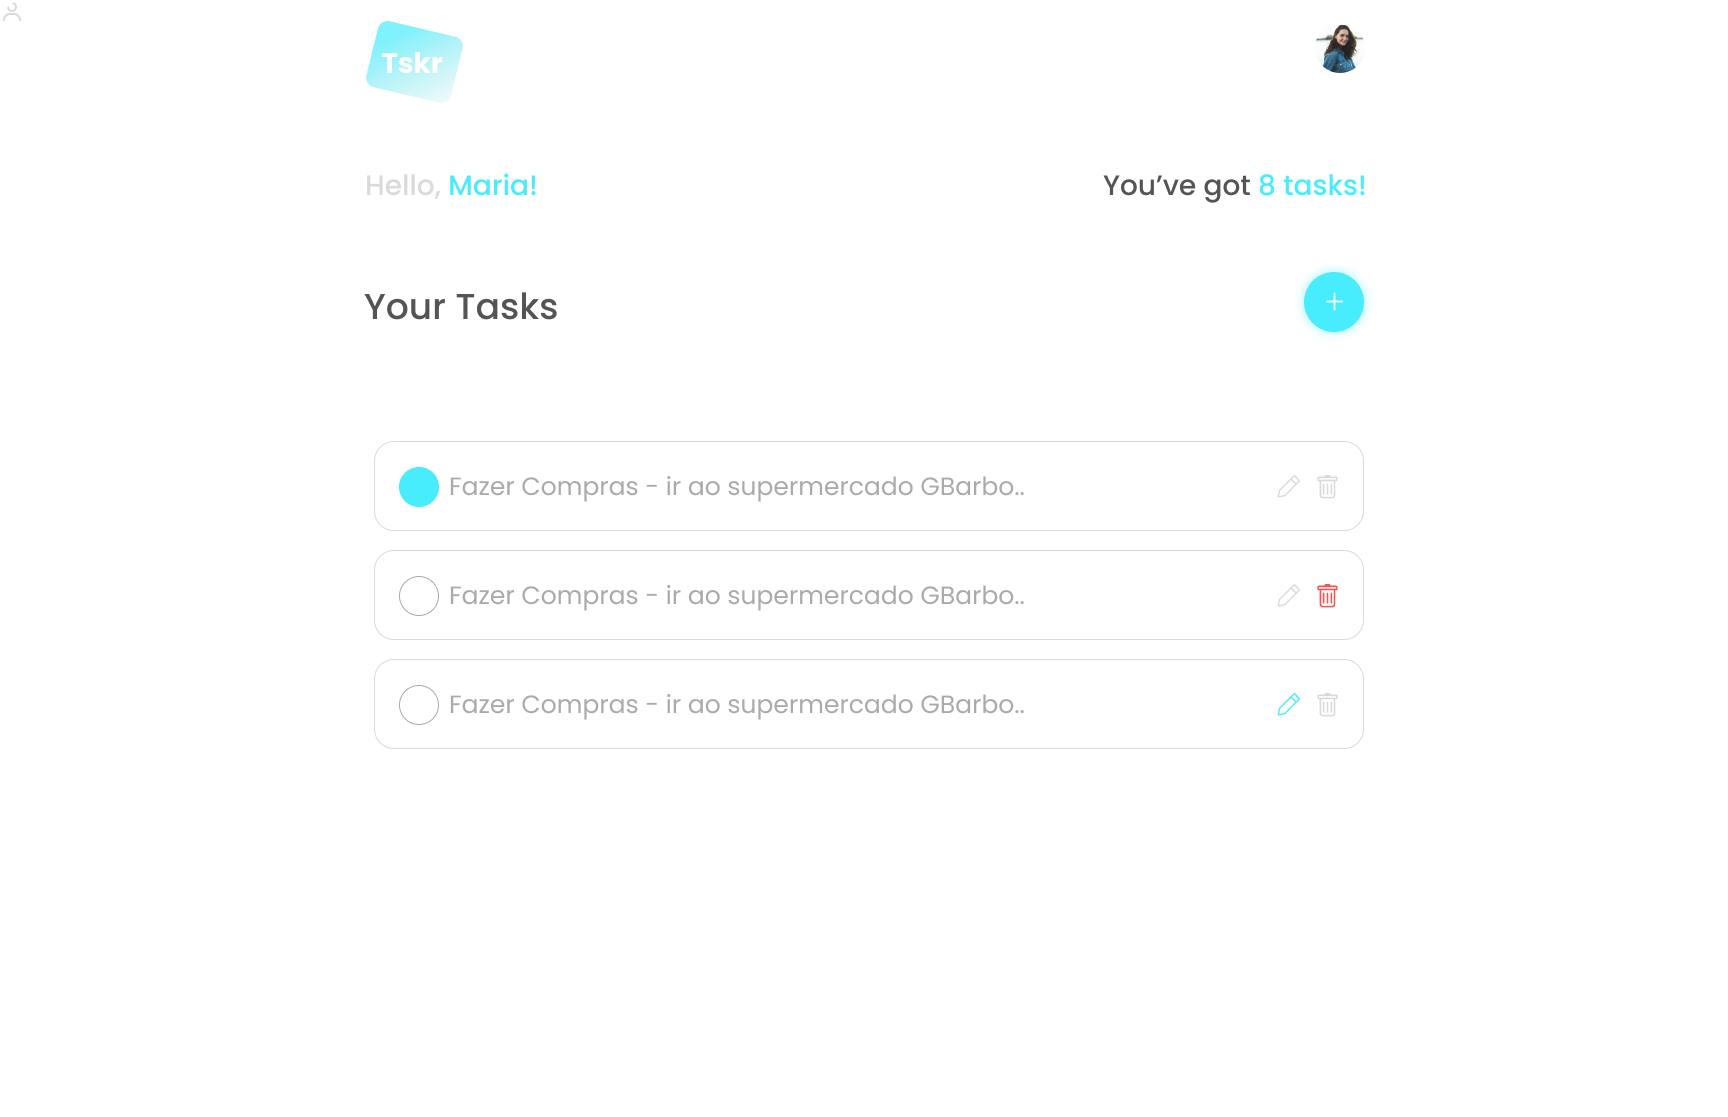 Tskr
Hello, Maria!
You’ve got 8 tasks!
Your Tasks
Fazer Compras - ir ao supermercado GBarbo..
Fazer Compras - ir ao supermercado GBarbo..
Fazer Compras - ir ao supermercado GBarbo..